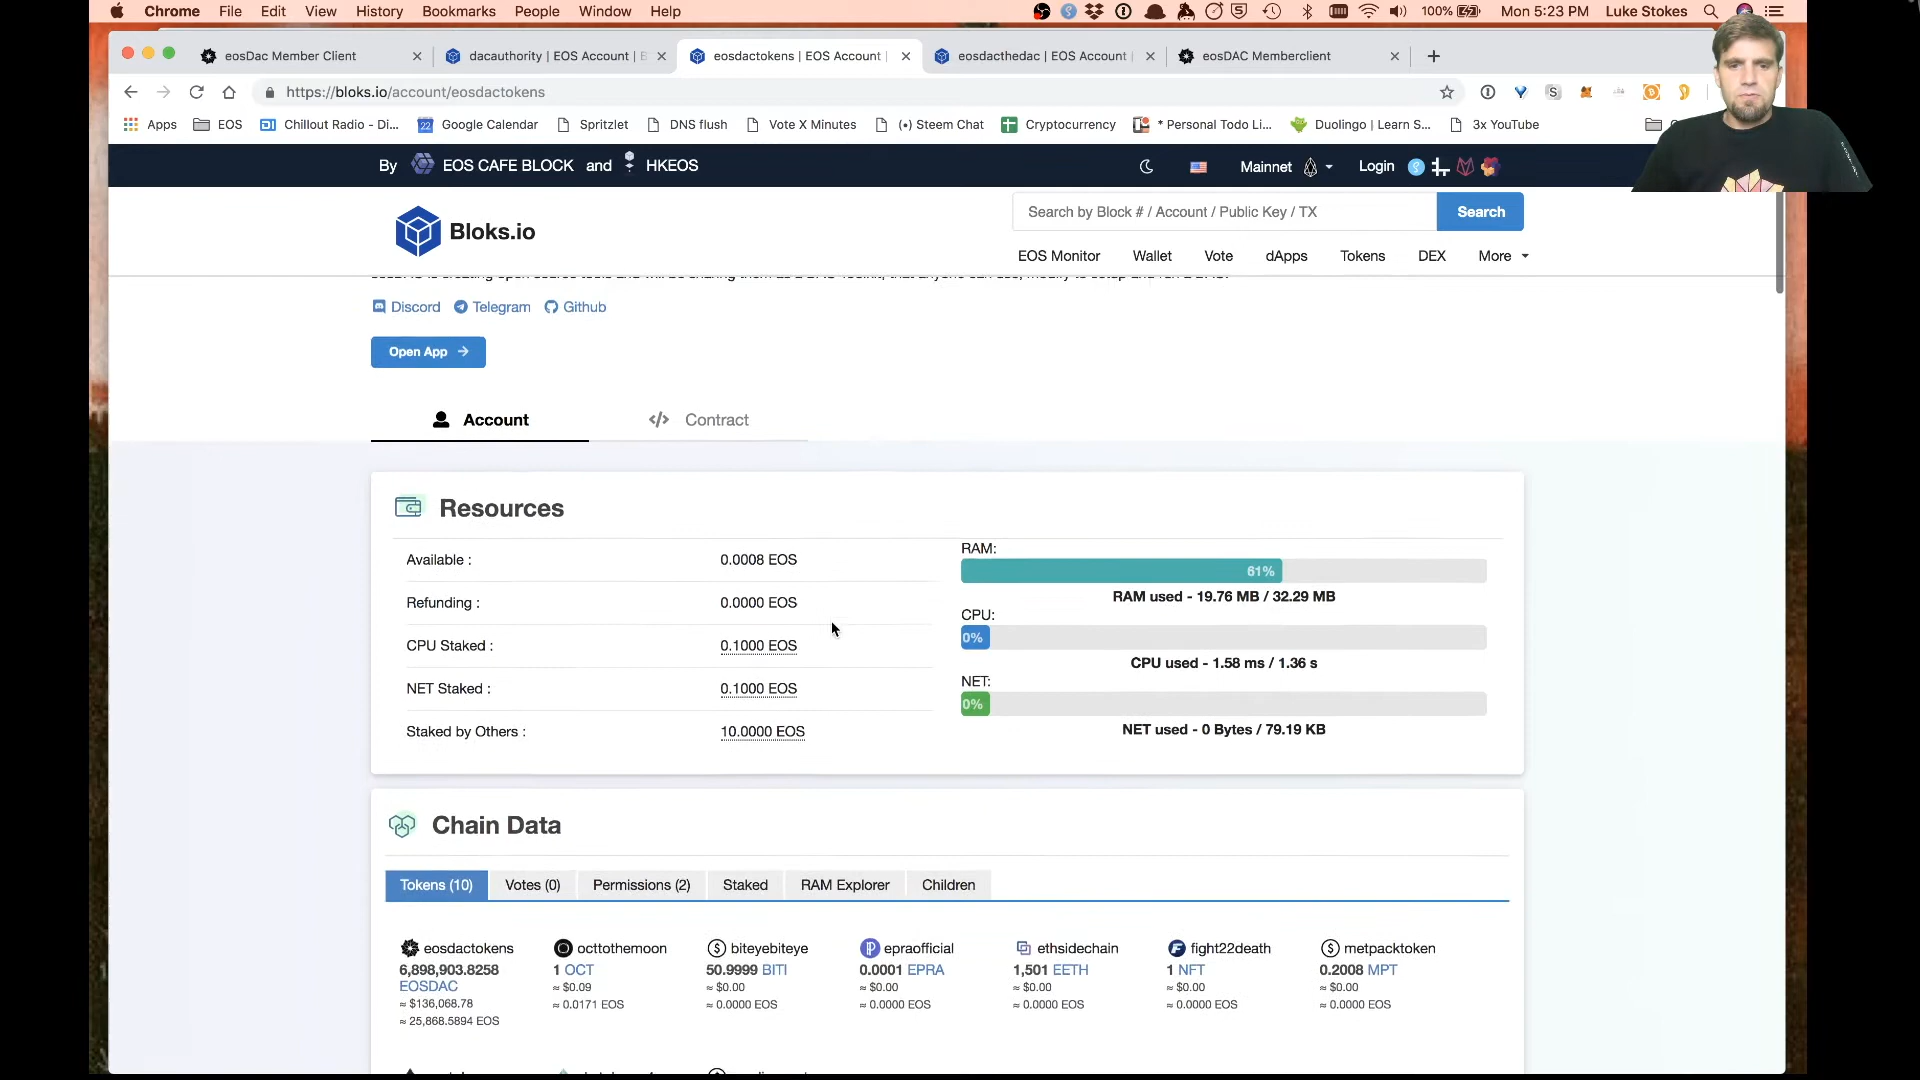 Chrome File Edit View History Bookmarks People Window Help 100% Mon 5:23 PM Luke Stokes
eosDac Member Client dacauthority | EOS Account | B eosdactokens | EOS Account | eosdacthedac | EOS Account | eosDAC Memberclient
https://bloks.io/account/eosdactokens
Apps EOS Chillout Radio - Di... Google Calendar Spritzlet DNS flush Vote X Minutes (•) Steem Chat Cryptocurrency * Personal Todo Li... Duolingo | Learn S... 3x YouTube
By EOS CAFE BLOCK and HKEOS Mainnet Login
Bloks.io
Search by Block # / Account / Public Key / TX Search
EOS Monitor Wallet Vote dApps Tokens DEX More
Discord Telegram Github
Open App
Account Contract
Resources
Available : 0.0008 EOS
Refunding : 0.0000 EOS
CPU Staked : 0.1000 EOS
NET Staked : 0.1000 EOS
Staked by Others : 10.0000 EOS
RAM:
61%
RAM used - 19.76 MB / 32.29 MB
CPU:
0%
CPU used - 1.58 ms / 1.36 s
NET:
0%
NET used - 0 Bytes / 79.19 KB
Chain Data
Tokens (10) Votes (0) Permissions (2) Staked RAM Explorer Children
eosdactokens
6,898,903.8258
EOSDAC
≈ $136,068.78
≈ 25,868.5894 EOS
octtothemoon
1 OCT
≈ $0.09
≈ 0.0171 EOS
biteyebiteye
50.9999 BITI
≈ $0.00
≈ 0.0000 EOS
epraofficial
0.0001 EPRA
≈ $0.00
≈ 0.0000 EOS
ethsidechain
1,501 EETH
≈ $0.00
≈ 0.0000 EOS
fight22death
1 NFT
≈ $0.00
≈ 0.0000 EOS
metpacktoken
0.2008 MPT
≈ $0.00
≈ 0.0000 EOS